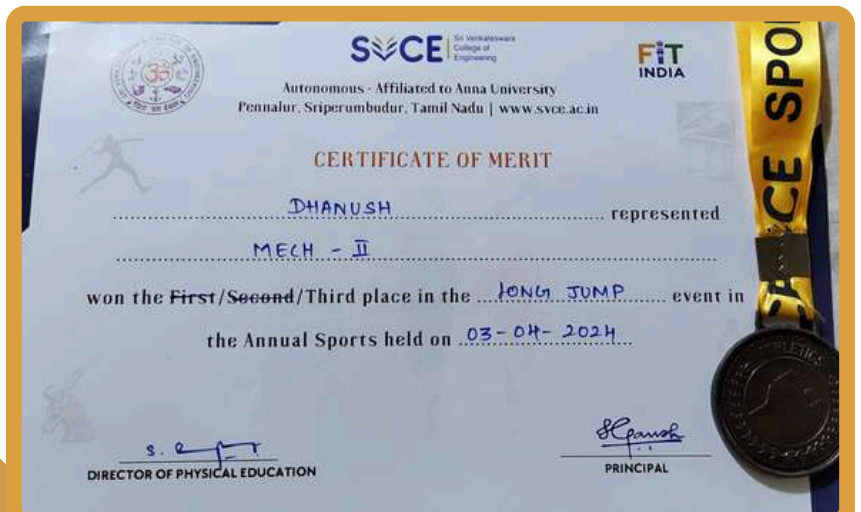 SVCE
Sri Venkateswara
College of
Engineering
FiT
INDIA
Autonomous - Affiliated to Anna University
Pennalur, Sriperumbudur, Tamil Nadu | www.svce.ac.in
CERTIFICATE OF MERIT
DHANUSH represented
MECH - II
won the First/Second/Third place in the LONG JUMP event in
the Annual Sports held on 03-04-2024
DIRECTOR OF PHYSICAL EDUCATION
PRINCIPAL
CE SPO
ATHLETICS